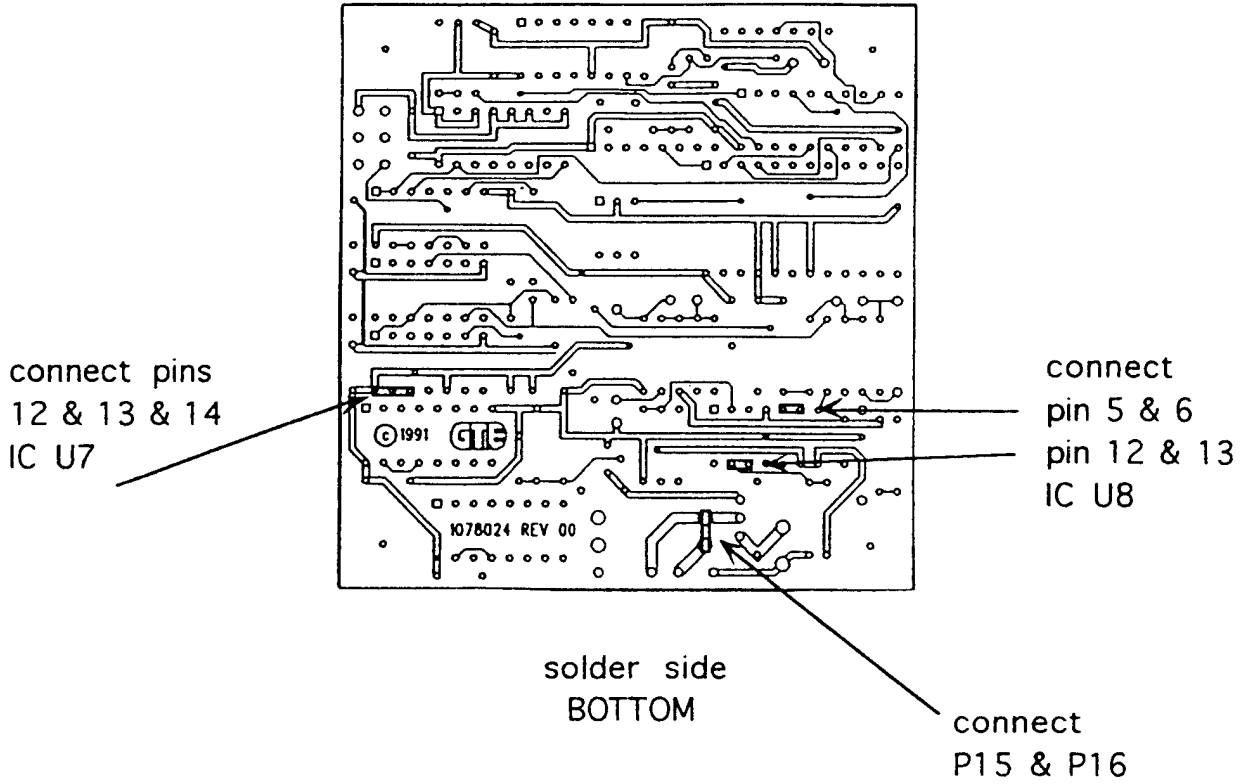 connect pins
12 & 13 & 14
IC U7
connect
pin 5 & 6
pin 12 & 13
IC U8
© 1991 GTE
1078024 REV 00
solder side
BOTTOM
connect
P15 & P16